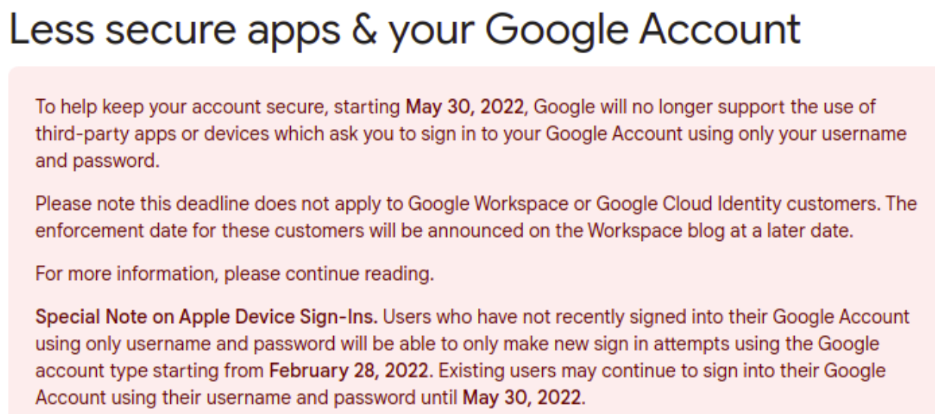 Less secure apps & your Google Account
To help keep your account secure, starting May 30, 2022, Google will no longer support the use of
third-party apps or devices which ask you to sign in to your Google Account using only your username
and password.
Please note this deadline does not apply to Google Workspace or Google Cloud Identity customers. The
enforcement date for these customers will be announced on the Workspace blog at a later date.
For more information, please continue reading.
Special Note on Apple Device Sign-Ins. Users who have not recently signed into their Google Account
using only username and password will be able to only make new sign in attempts using the Google
account type starting from February 28, 2022. Existing users may continue to sign into their Google
Account using their username and password until May 30, 2022.